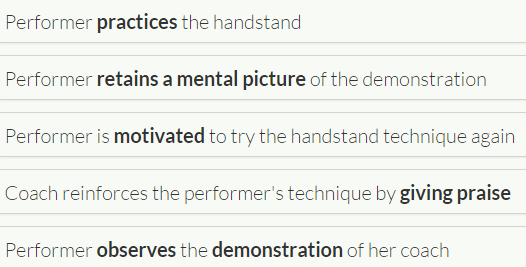 Performer practices the handstand
Performer retains a mental picture of the demonstration
Performer is motivated to try the handstand technique again
Coach reinforces the performer's technique by giving praise
Performer observes the demonstration of her coach